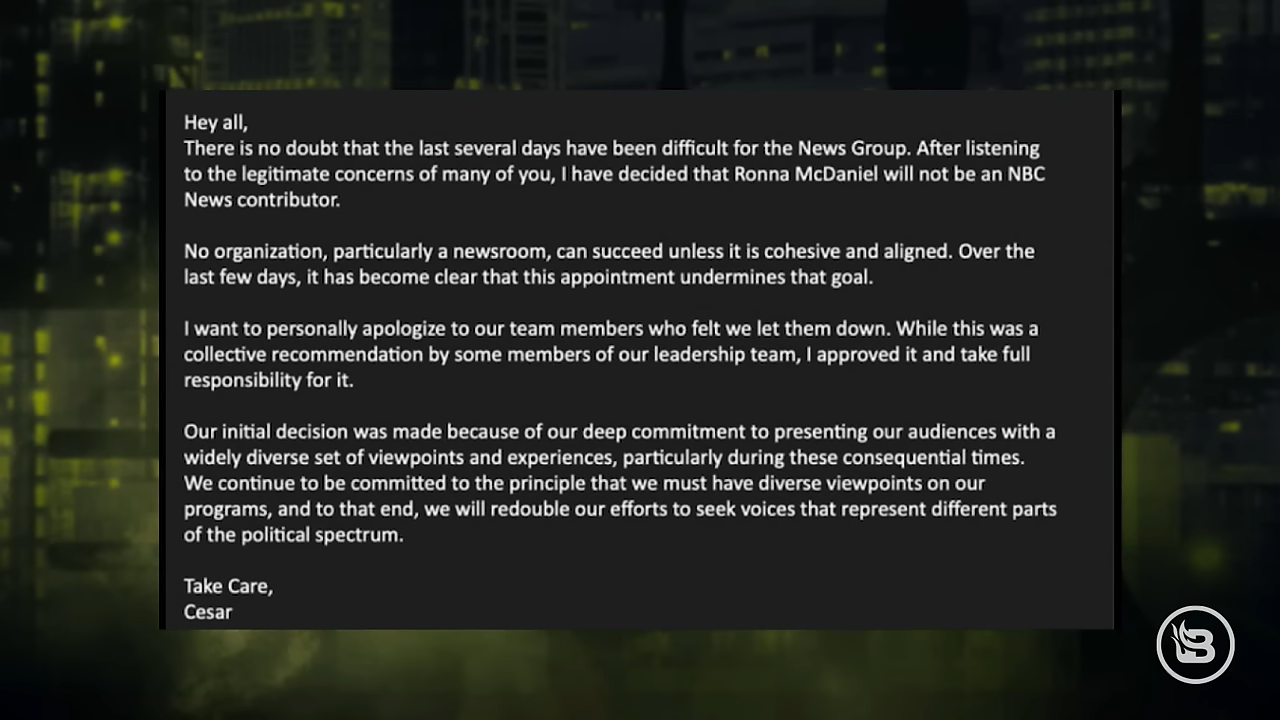 Hey all,
There is no doubt that the last several days have been difficult for the News Group. After listening
to the legitimate concerns of many of you, I have decided that Ronna McDaniel will not be an NBC
News contributor.
No organization, particularly a newsroom, can succeed unless it is cohesive and aligned. Over the
last few days, it has become clear that this appointment undermines that goal.
I want to personally apologize to our team members who felt we let them down. While this was a
collective recommendation by some members of our leadership team, I approved it and take full
responsibility for it.
Our initial decision was made because of our deep commitment to presenting our audiences with a
widely diverse set of viewpoints and experiences, particularly during these consequential times.
We continue to be committed to the principle that we must have diverse viewpoints on our
programs, and to that end, we will redouble our efforts to seek voices that represent different parts
of the political spectrum.
Take Care,
Cesar
B